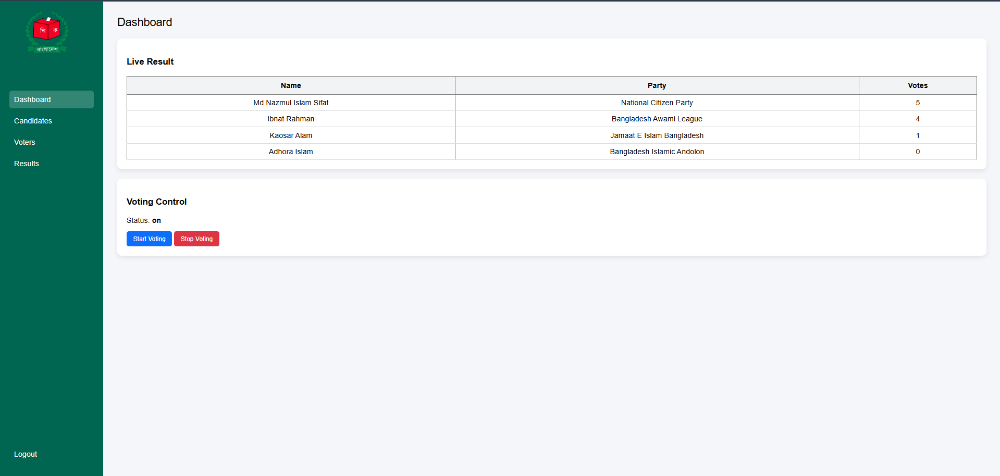 নি ক
বাংলাদেশ
Dashboard
Candidates
Voters
Results
Logout
Dashboard
Live Result
Name Party Votes
Md Nazmul Islam Sifat National Citizen Party 5
Ibnat Rahman Bangladesh Awami League 4
Kaosar Alam Jamaat E Islam Bangladesh 1
Adhora Islam Bangladesh Islamic Andolon 0
Voting Control
Status: on
Start Voting Stop Voting